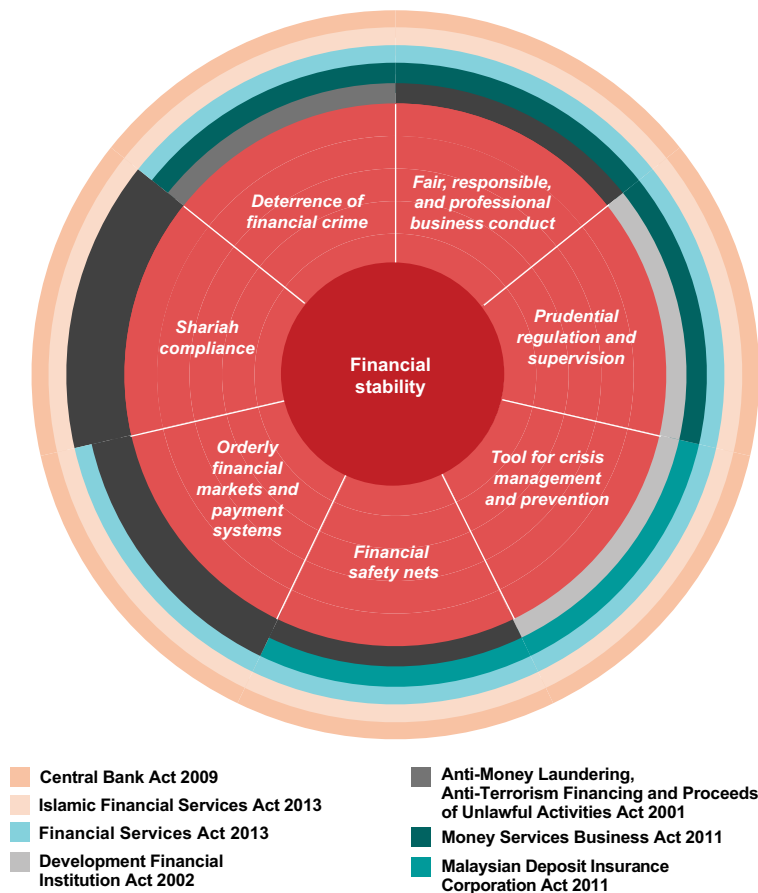 Deterrence of
financial crime
Fair, responsible,
and professional
business conduct
Shariah
compliance
Prudential
regulation and
supervision
Financial
stability
Orderly
financial
markets and
payment
systems
Tool for crisis
management
and prevention
Financial
safety nets
Central Bank Act 2009
Islamic Financial Services Act 2013
Financial Services Act 2013
Development Financial
Institution Act 2002
Anti-Money Laundering,
Anti-Terrorism Financing and Proceeds
of Unlawful Activities Act 2001
Money Services Business Act 2011
Malaysian Deposit Insurance
Corporation Act 2011